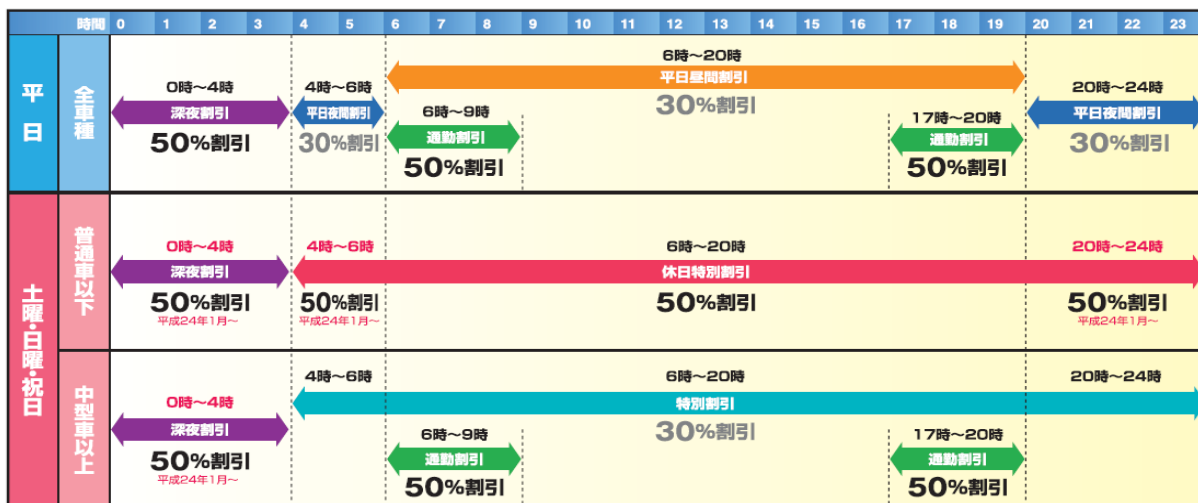 時間 0 1 2 3 4 5 6 7 8 9 10 11 12 13 14 15 16 17 18 19 20 21 22 23
平日
全車種
0時～4時
深夜割引
50%割引
4時～6時
平日夜間割引
30%割引
6時～20時
平日昼間割引
30%割引
6時～9時
通勤割引
50%割引
17時～20時
通勤割引
50%割引
20時～24時
平日夜間割引
30%割引
土曜・日曜・祝日
普通車以下
0時～4時
深夜割引
50%割引
平成24年1月～
4時～6時
50%割引
平成24年1月～
6時～20時
休日特別割引
50%割引
20時～24時
50%割引
平成24年1月～
中型車以上
0時～4時
深夜割引
50%割引
平成24年1月～
4時～6時
6時～20時
特別割引
30%割引
20時～24時
6時～9時
通勤割引
50%割引
17時～20時
通勤割引
50%割引